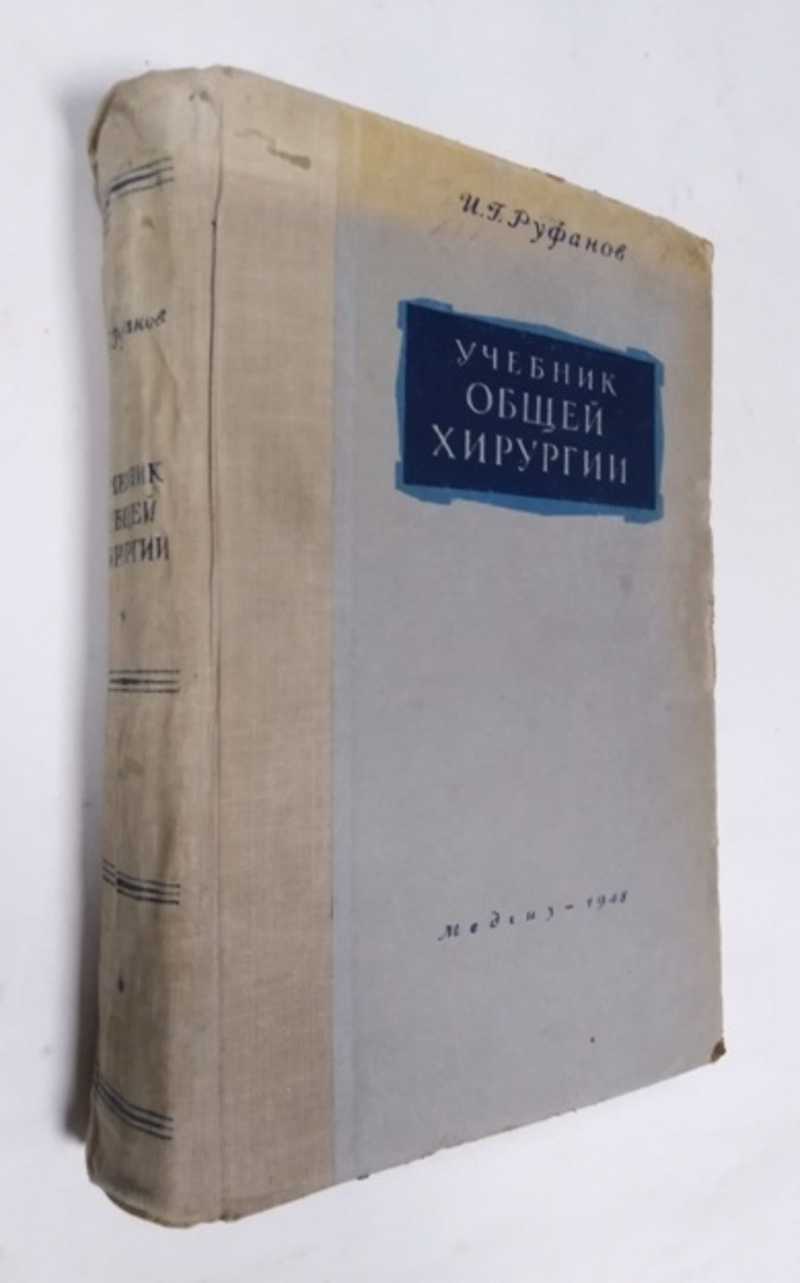 И.Г. Руфанов
УЧЕБНИК
ОБЩЕЙ
ХИРУРГИИ
Медгиз - 1948